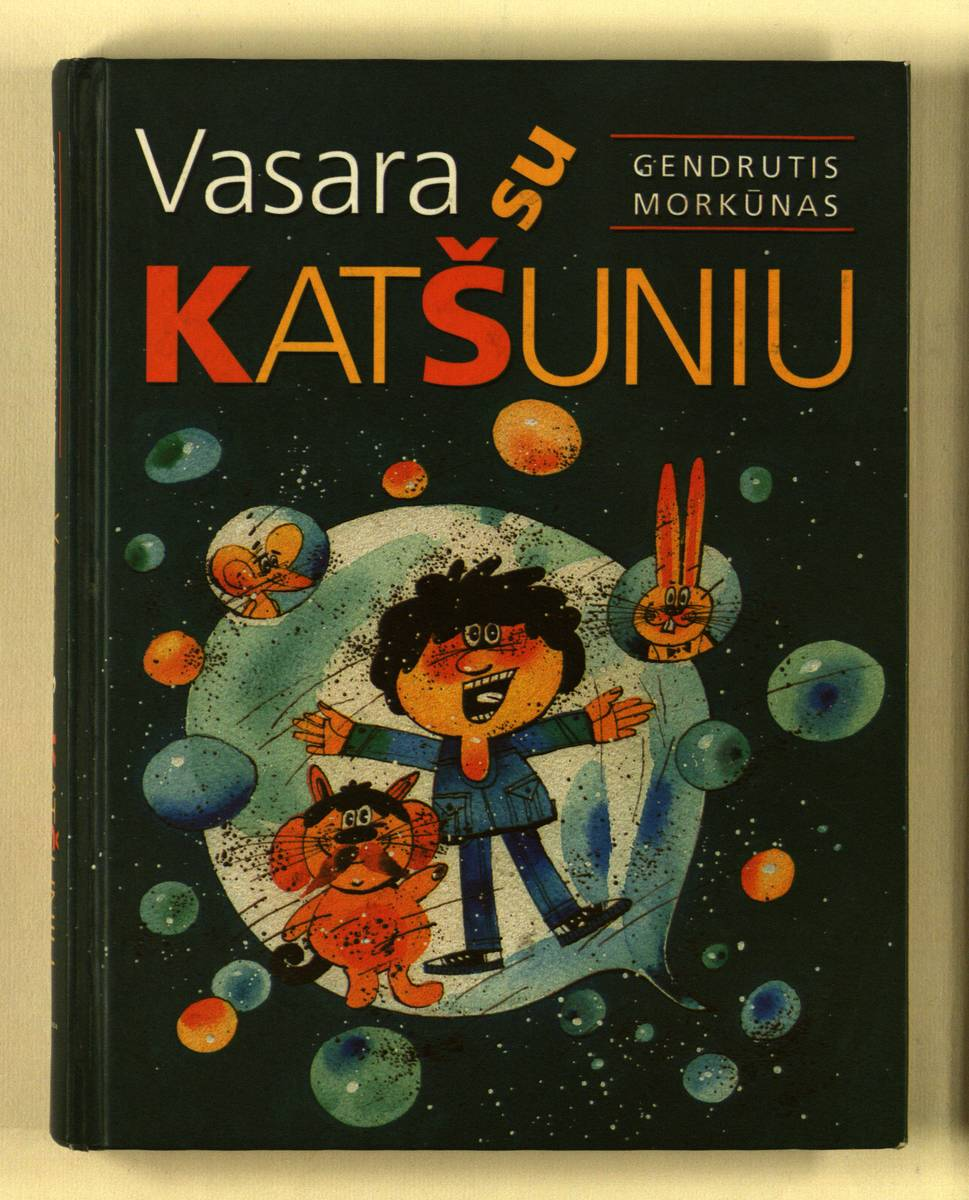 Vasara su
KATŠUNIU
GENDRUTIS
MORKŪNAS